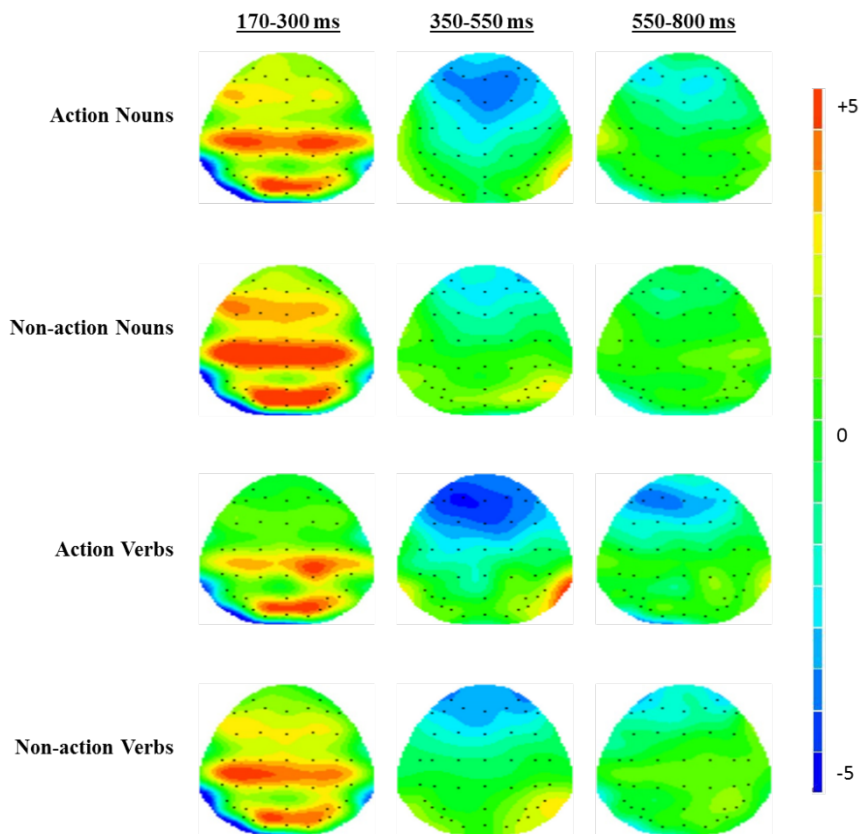 170-300 ms 350-550 ms 550-800 ms
Action Nouns
+5
Non-action Nouns
0
Action Verbs
Non-action Verbs
-5